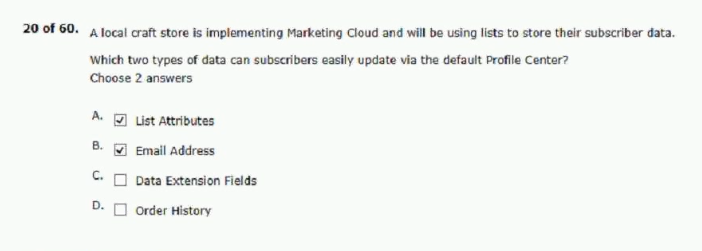 20 of 60. A local craft store is implementing Marketing Cloud and will be using lists to store their subscriber data.
Which two types of data can subscribers easily update via the default Profile Center?
Choose 2 answers
A. List Attributes
B. Email Address
C. Data Extension Fields
D. Order History